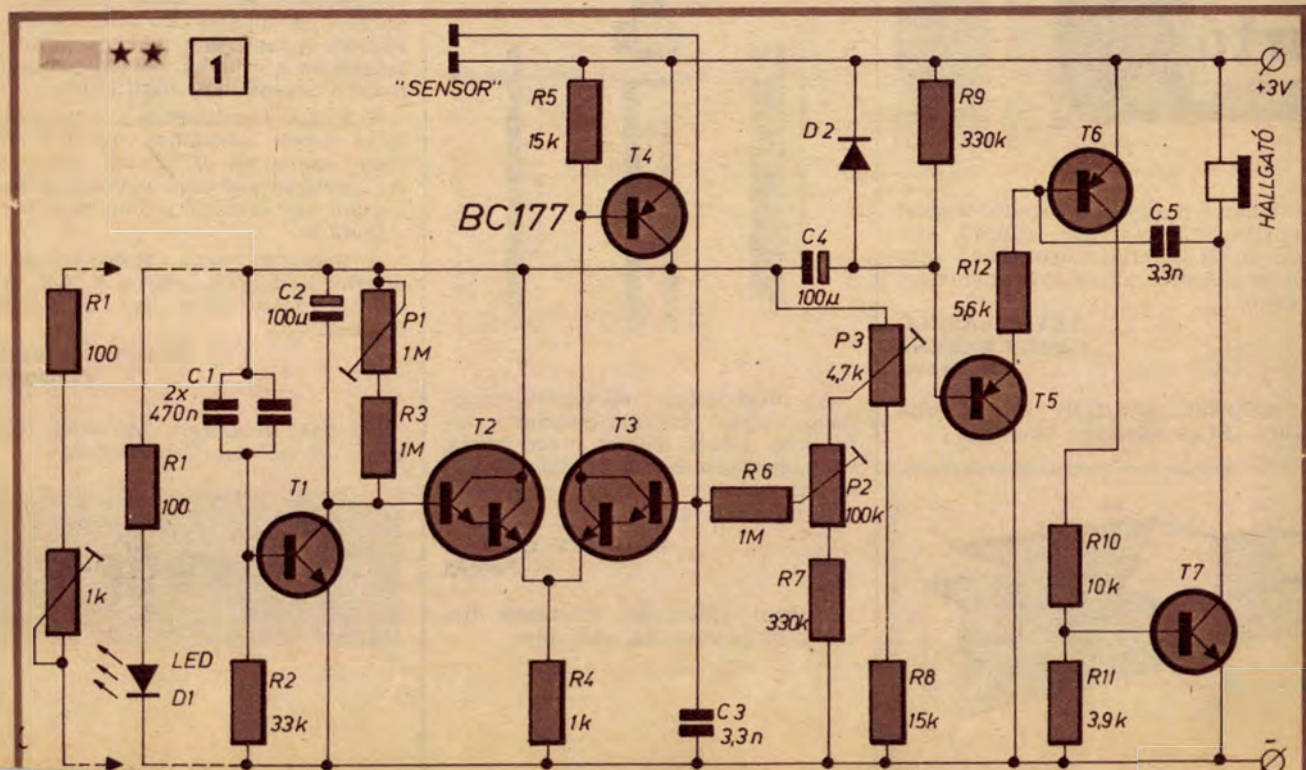 ★★ 1
"SENSOR"
+3V
R5
15k
T4
BC177
D2
R9
330k
T6
HALLGATÓ
C5
3,3n
R1
100
C2
100µ
P1
1M
C4
100µ
R12
5,6k
P3
4,7k
C1
2x
470n
R3
1M
T5
R1
100
T1
T2
T3
R6
1M
P2
100k
R10
10k
T7
1k
R7
330k
LED
D1
R2
33k
R4
1k
C3
3,3n
R8
15k
R11
3,9k
-